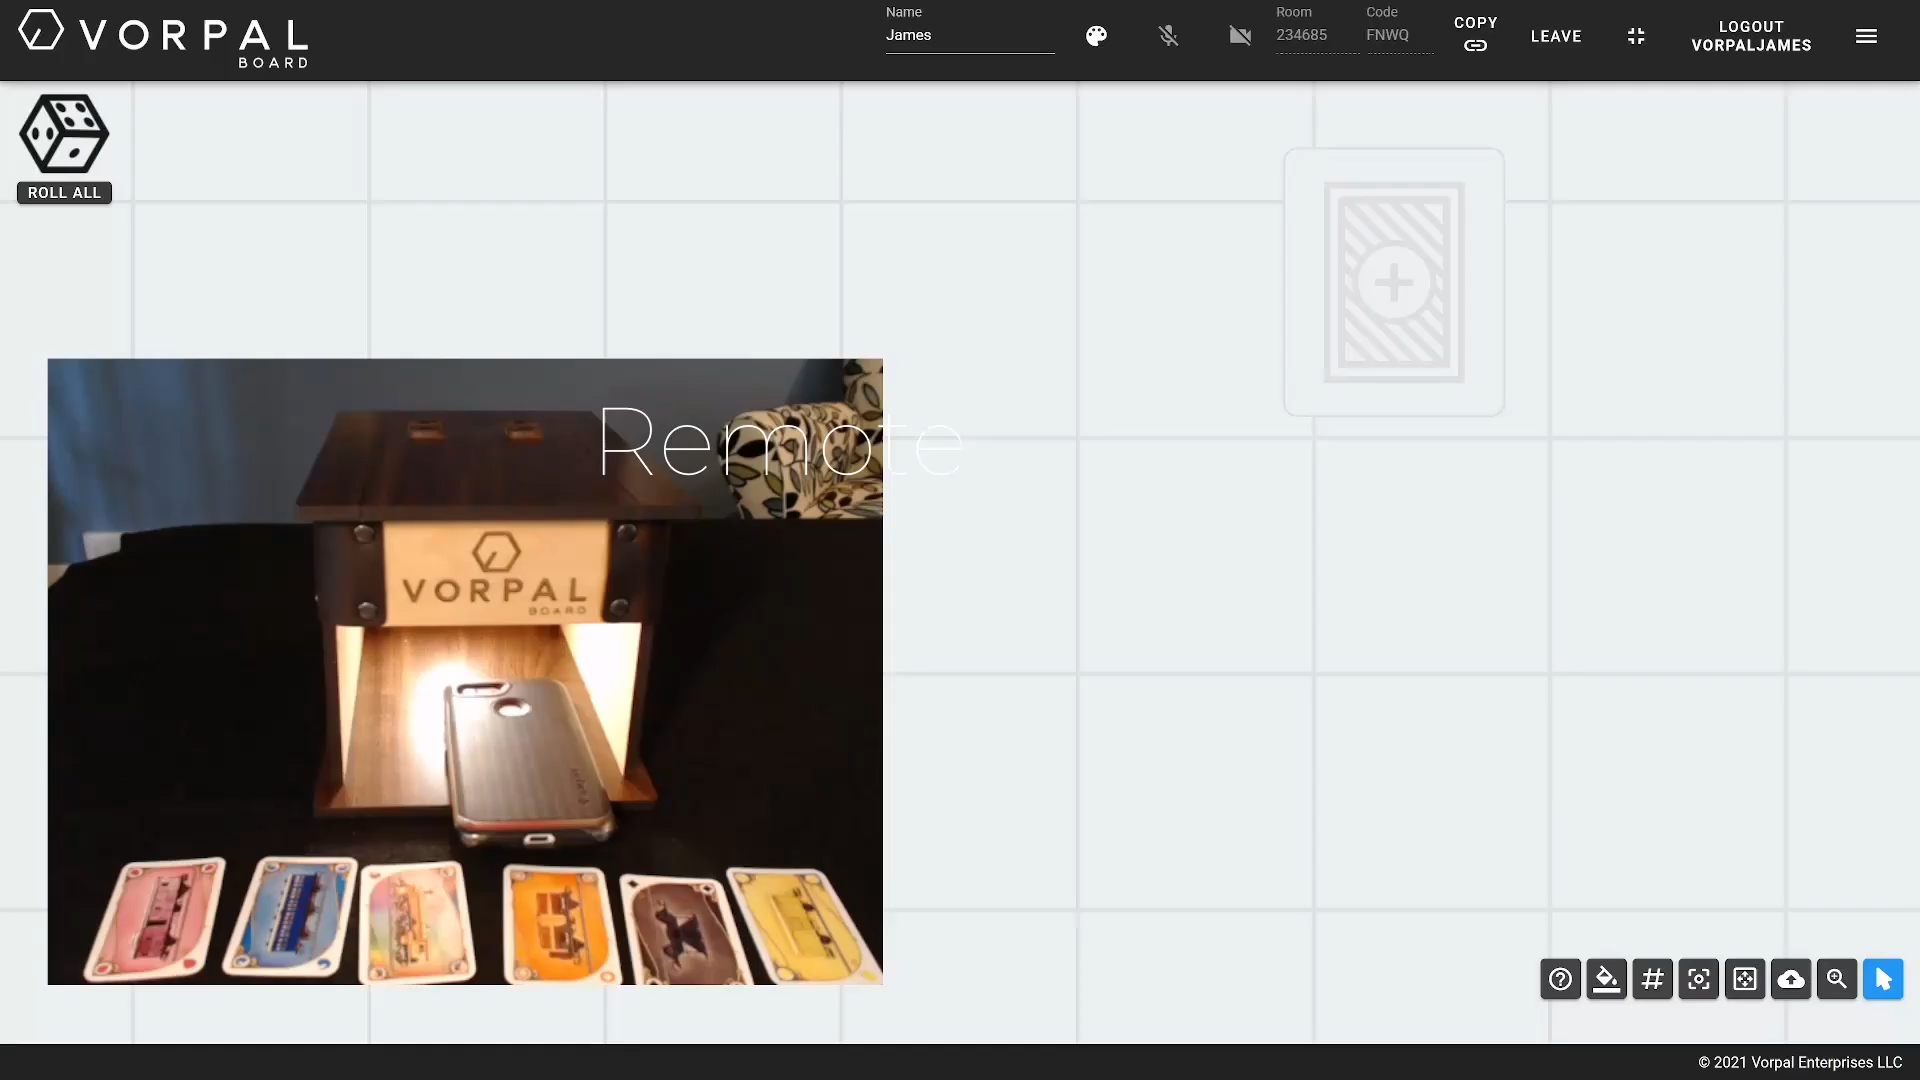 VORPAL
BOARD
Name
James
Room
234685
Code
FNWQ
COPY
LEAVE
LOGOUT
VORPALJAMES
ROLL ALL
Remote
VORPAL
BOARD
© 2021 Vorpal Enterprises LLC